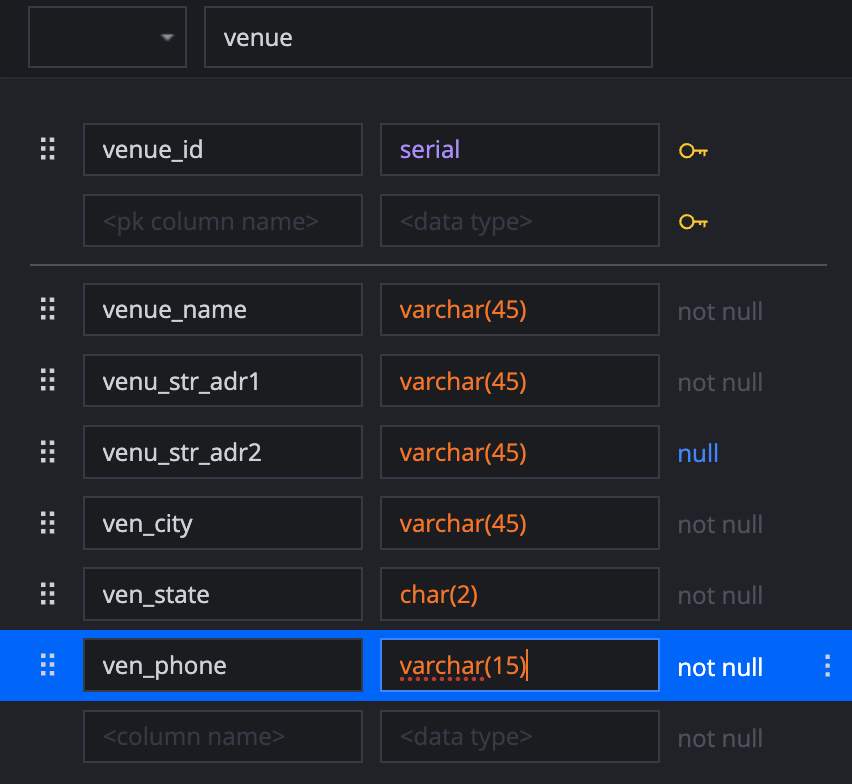 venue
venue_id serial
<pk column name> <data type>
venue_name varchar(45) not null
venu_str_adr1 varchar(45) not null
venu_str_adr2 varchar(45) null
ven_city varchar(45) not null
ven_state char(2) not null
ven_phone varchar(15) not null
<column name> <data type> not null